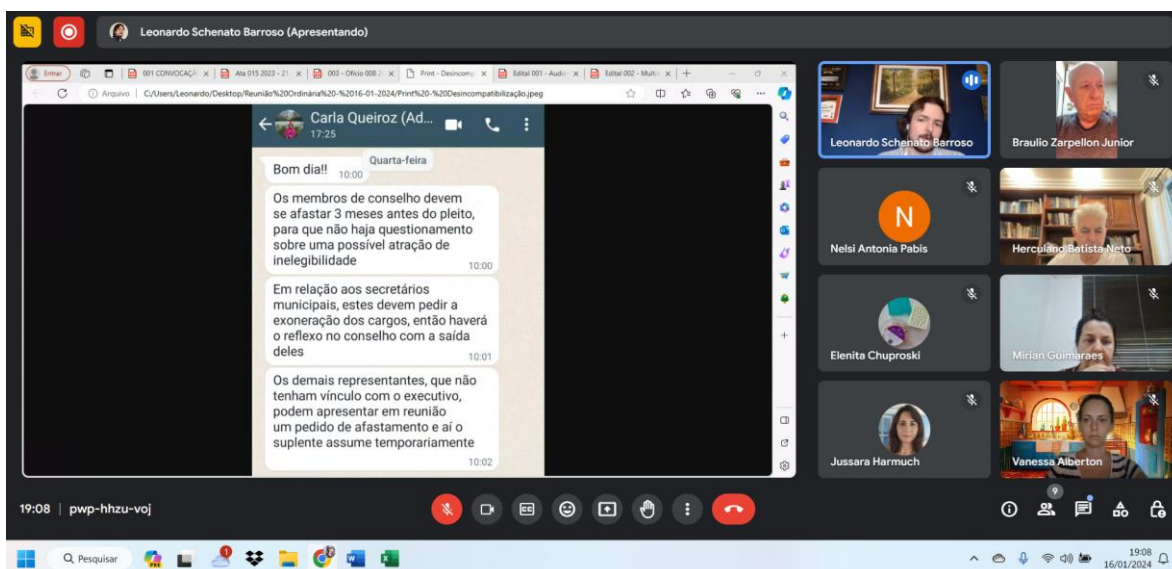 Leonardo Schenato Barroso (Apresentando)
Entrar
001 CONVOCAÇÃ
Ata 015 2023 - 21
003 - Ofício 008 2
Print - Desincomp
Edital 001 - Audi
Edital 002 - Mult
Arquivo
C:/Users/Leonardo/Desktop/Reunião%20Ordinária%20-%2016-01-2024/Print%20-%20Desincompatibilização.jpeg
Carla Queiroz (Ad...
17:25
Quarta-feira
Bom dia!! 10:00
Os membros de conselho devem
se afastar 3 meses antes do pleito,
para que não haja questionamento
sobre uma possível atração de
inelegibilidade
10:00
Em relação aos secretários
municipais, estes devem pedir a
exoneração dos cargos, então haverá
o reflexo no conselho com a saída
deles
10:01
Os demais representantes, que não
tenham vínculo com o executivo,
podem apresentar em reunião
um pedido de afastamento e aí o
suplente assume temporariamente
10:02
Leonardo Schenato Barroso
Braulio Zarpellon Junior
N
Nelsi Antonia Pabis
Herculano Batista Neto
Elenita Chuproski
Mirian Guimaraes
Jussara Harmuch
Vanessa Alberton
19:08 | pwp-hhzu-voj
9
Pesquisar
19:08
16/01/2024